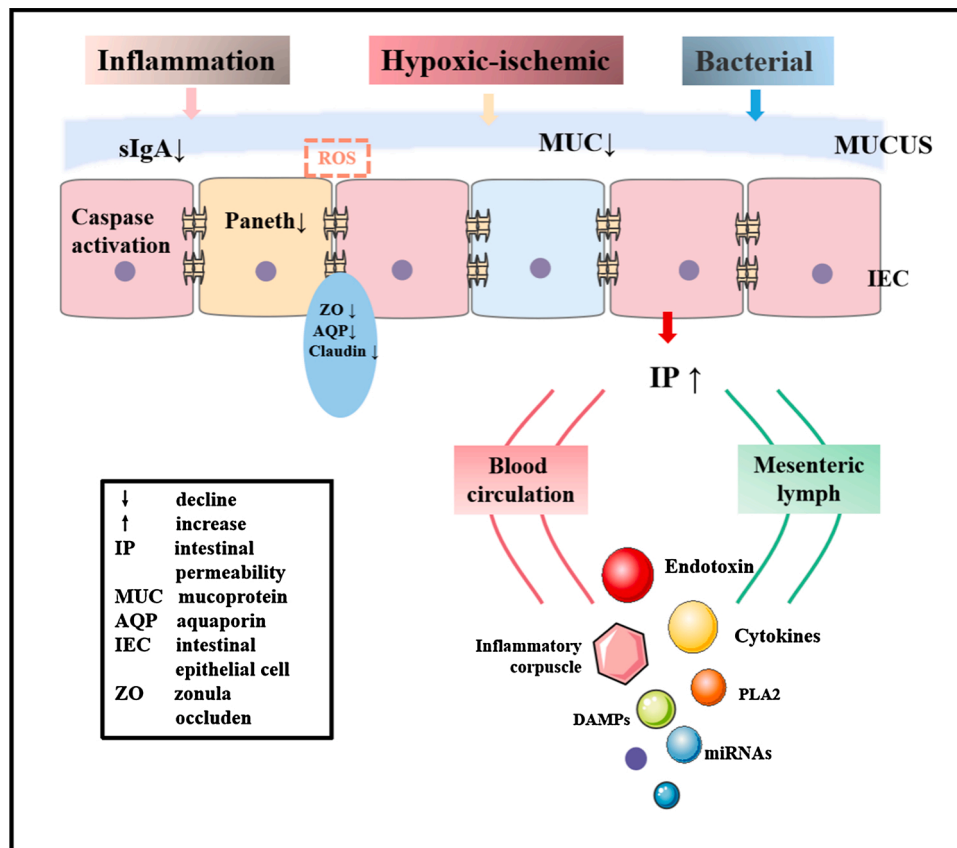 Inflammation
Hypoxic-ischemic
Bacterial
sIgA↓
ROS
MUC↓
MUCUS
Caspase
activation
Paneth↓
IEC
ZO ↓
AQP↓
Claudin ↓
IP ↑
Blood
circulation
Mesenteric
lymph
↓ decline
↑ increase
IP intestinal
permeability
MUC mucoprotein
AQP aquaporin
IEC intestinal
epithelial cell
ZO zonula
occluden
Endotoxin
Cytokines
Inflammatory
corpuscle
PLA2
DAMPs
miRNAs